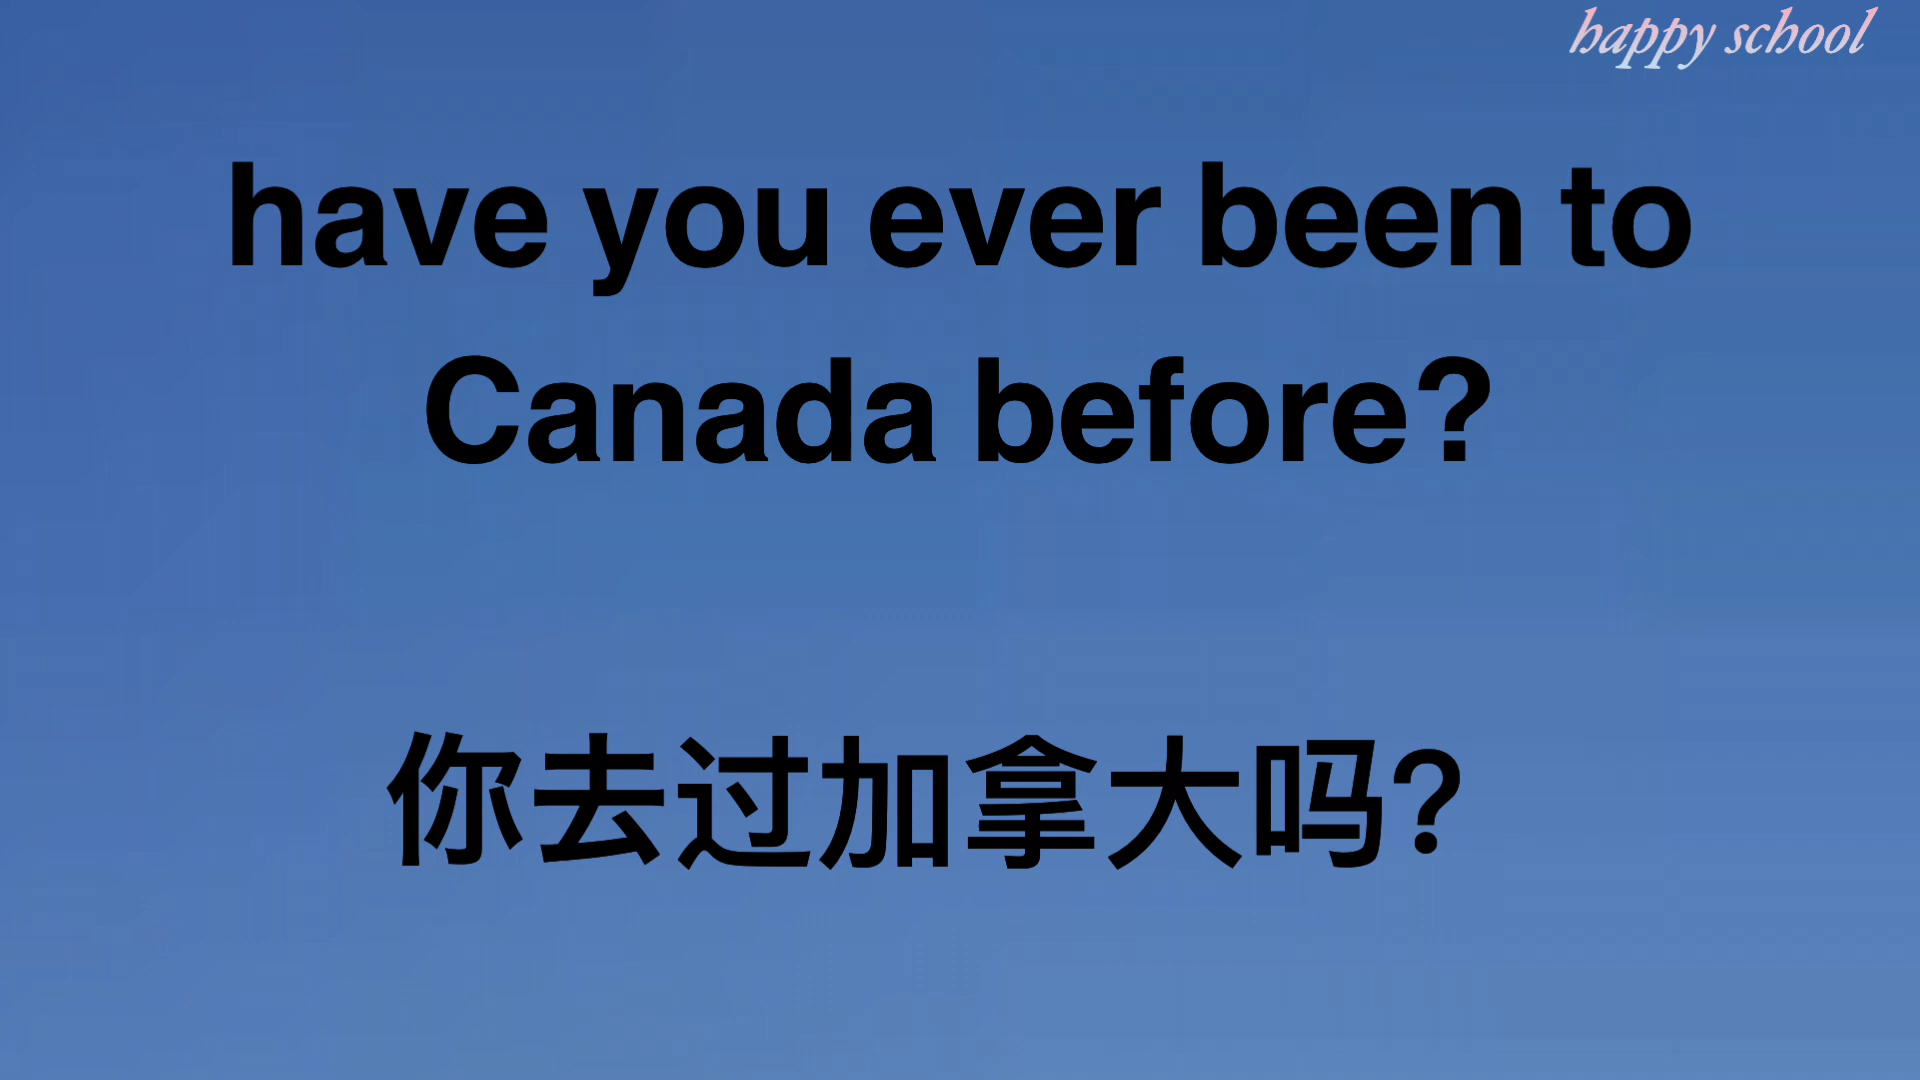 happy school
have you ever been to
Canada before?
你去过加拿大吗?